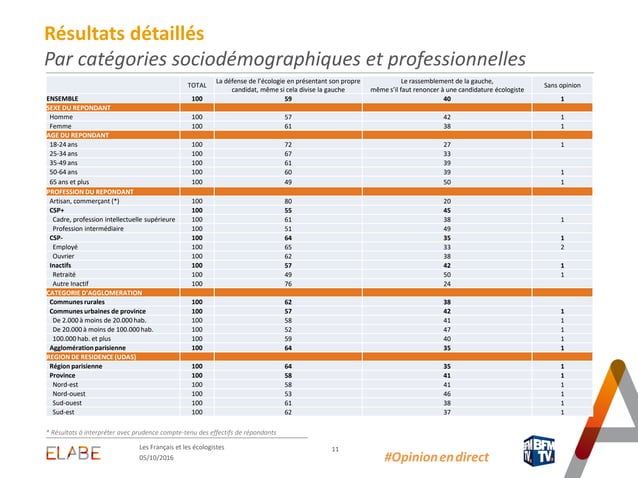 Résultats détaillés
Par catégories sociodémographiques et professionnelles
TOTAL La défense de l'écologie en présentant son propre candidat, même si cela divise la gauche Le rassemblement de la gauche, même s'il faut renoncer à une candidature écologiste Sans opinion
ENSEMBLE 100 59 40 1
SEXE DU REPONDANT
Homme 100 57 42 1
Femme 100 61 38 1
AGE DU REPONDANT
18-24 ans 100 72 27 1
25-34 ans 100 67 33
35-49 ans 100 61 39
50-64 ans 100 60 39 1
65 ans et plus 100 49 50 1
PROFESSION DU REPONDANT
Artisan, commerçant (*) 100 80 20
CSP+ 100 55 45
Cadre, profession intellectuelle supérieure 100 61 38 1
Profession intermédiaire 100 51 49
CSP- 100 64 35 1
Employé 100 65 33 2
Ouvrier 100 62 38
Inactifs 100 57 42 1
Retraité 100 49 50 1
Autre Inactif 100 76 24
CATEGORIE D'AGGLOMERATION
Communes rurales 100 62 38
Communes urbaines de province 100 57 42 1
De 2.000 à moins de 20.000 hab. 100 58 41 1
De 20.000 à moins de 100.000 hab. 100 52 47 1
100.000 hab. et plus 100 59 40 1
Agglomération parisienne 100 64 35 1
REGION DE RESIDENCE (UDA5)
Région parisienne 100 64 35 1
Province 100 58 41 1
Nord-est 100 58 41 1
Nord-ouest 100 53 46 1
Sud-ouest 100 61 38 1
Sud-est 100 62 37 1
* Résultats à interpréter avec prudence compte-tenu des effectifs de répondants
ELABE
Les Français et les écologistes
05/10/2016
11
#Opinionendirect
BFM
TV.